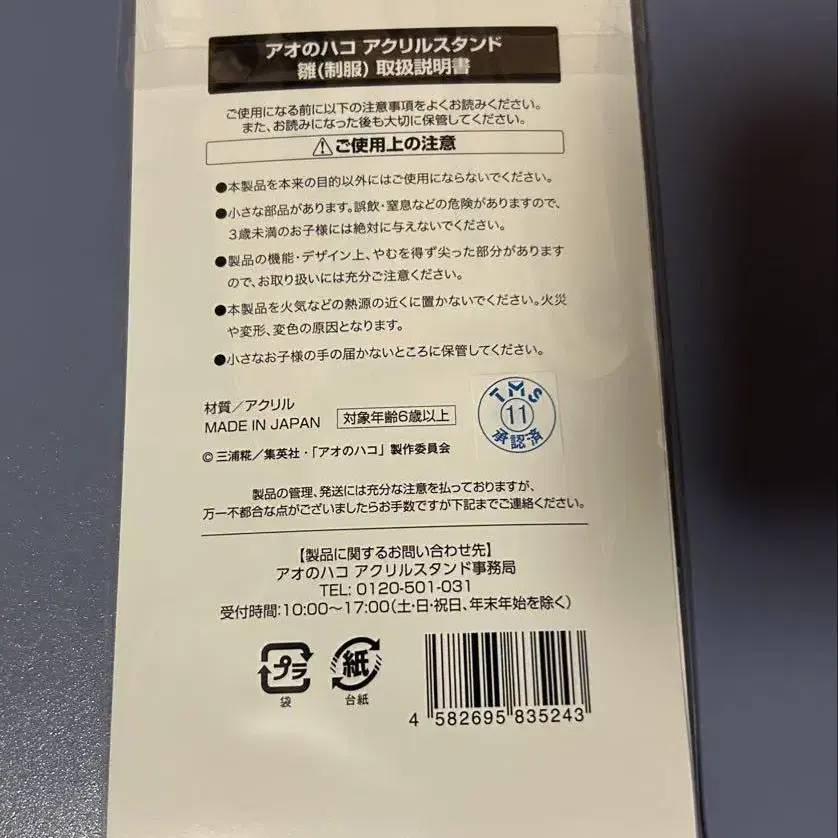 アオのハコ アクリルスタンド
雛(制服) 取扱説明書
ご使用になる前に以下の注意事項をよくお読みください。
また、お読みになった後も大切に保管してください。
⚠ご使用上の注意
●本製品を本来の目的以外にはご使用にならないでください。
●小さな部品があります。誤飲・窒息などの危険がありますので、
3歳未満のお子様には絶対に与えないでください。
●製品の機能・デザイン上、やむを得ず尖った部分があります
ので、お取り扱いには充分ご注意ください。
●本製品を火気などの熱源の近くに置かないでください。火災
や変形、変色の原因となります。
●小さなお子様の手の届かないところに保管してください。
材質/アクリル
MADE IN JAPAN
対象年齢6歳以上
TMS
11
承認済
© 三浦糀/集英社・「アオのハコ」製作委員会
製品の管理、発送には充分な注意を払っておりますが、
万一不都合な点がございましたらお手数ですが下記までご連絡ください。
【製品に関するお問い合わせ先】
アオのハコ アクリルスタンド事務局
TEL: 0120-501-031
受付時間:10:00〜17:00(土・日・祝日、年末年始を除く)
プラ
袋
紙
台紙
4 582695 835243